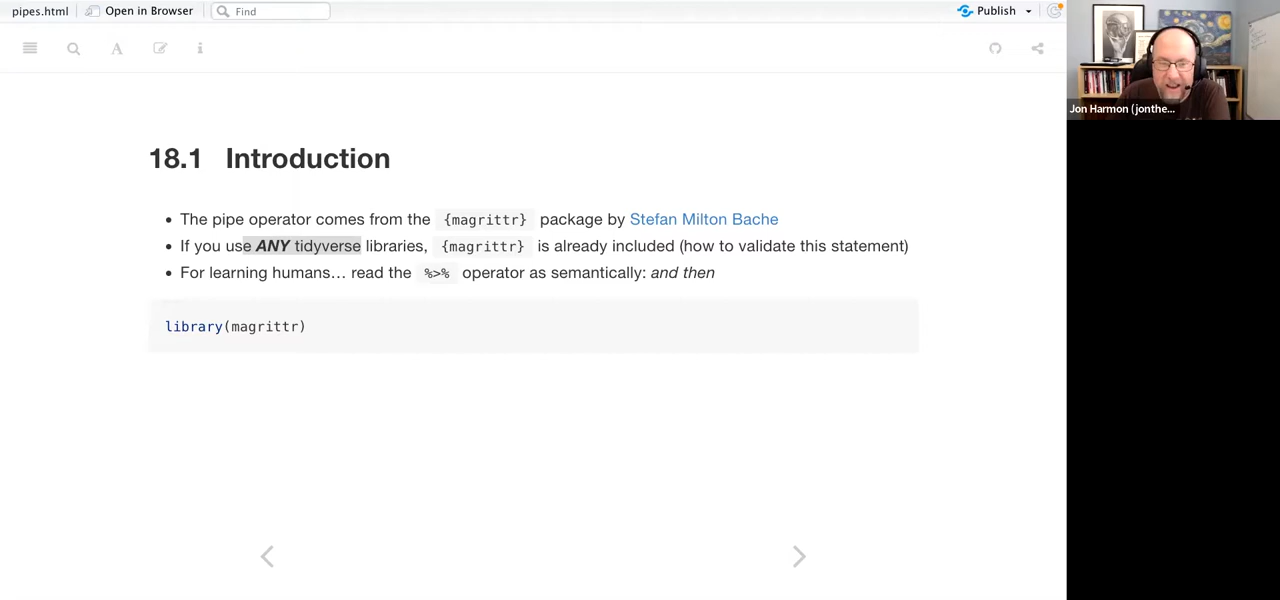 pipes.html Open in Browser Find Publish
Jon Harmon (jonthe...
18.1 Introduction
• The pipe operator comes from the {magrittr} package by Stefan Milton Bache
• If you use ANY tidyverse libraries, {magrittr} is already included (how to validate this statement)
• For learning humans… read the %>% operator as semantically: and then
library(magrittr)